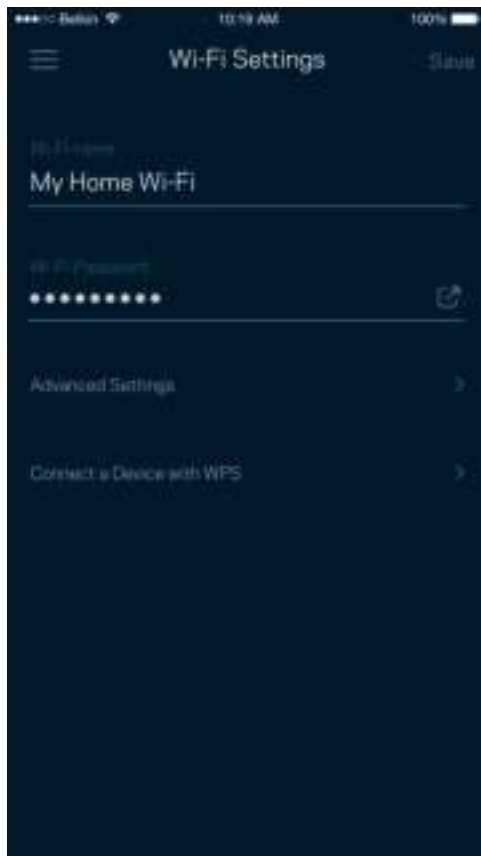 Belkin 10:19 AM 100%
Wi-Fi Settings Save
Wi-Fi name
My Home Wi-Fi
Wi-Fi Password
•••••••••
Advanced Settings
Connect a Device with WPS